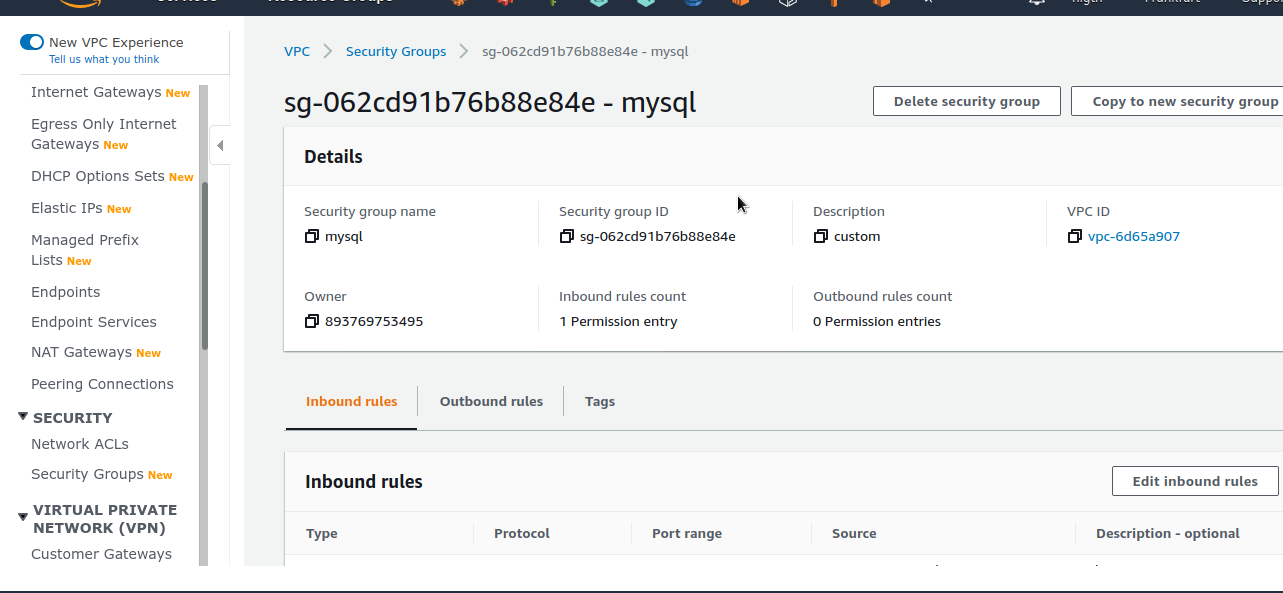 Services
Resource Groups
Frankfurt
New VPC Experience
Tell us what you think
Internet Gateways New
Egress Only Internet
Gateways New
DHCP Options Sets New
Elastic IPs New
Managed Prefix
Lists New
Endpoints
Endpoint Services
NAT Gateways New
Peering Connections
SECURITY
Network ACLs
Security Groups New
VIRTUAL PRIVATE
NETWORK (VPN)
Customer Gateways
VPC > Security Groups > sg-062cd91b76b88e84e - mysql
sg-062cd91b76b88e84e - mysql
Delete security group
Copy to new security group
Details
Security group name
mysql
Security group ID
sg-062cd91b76b88e84e
Description
custom
VPC ID
vpc-6d65a907
Owner
893769753495
Inbound rules count
1 Permission entry
Outbound rules count
0 Permission entries
Inbound rules
Outbound rules
Tags
Inbound rules
Edit inbound rules
Type
Protocol
Port range
Source
Description - optional